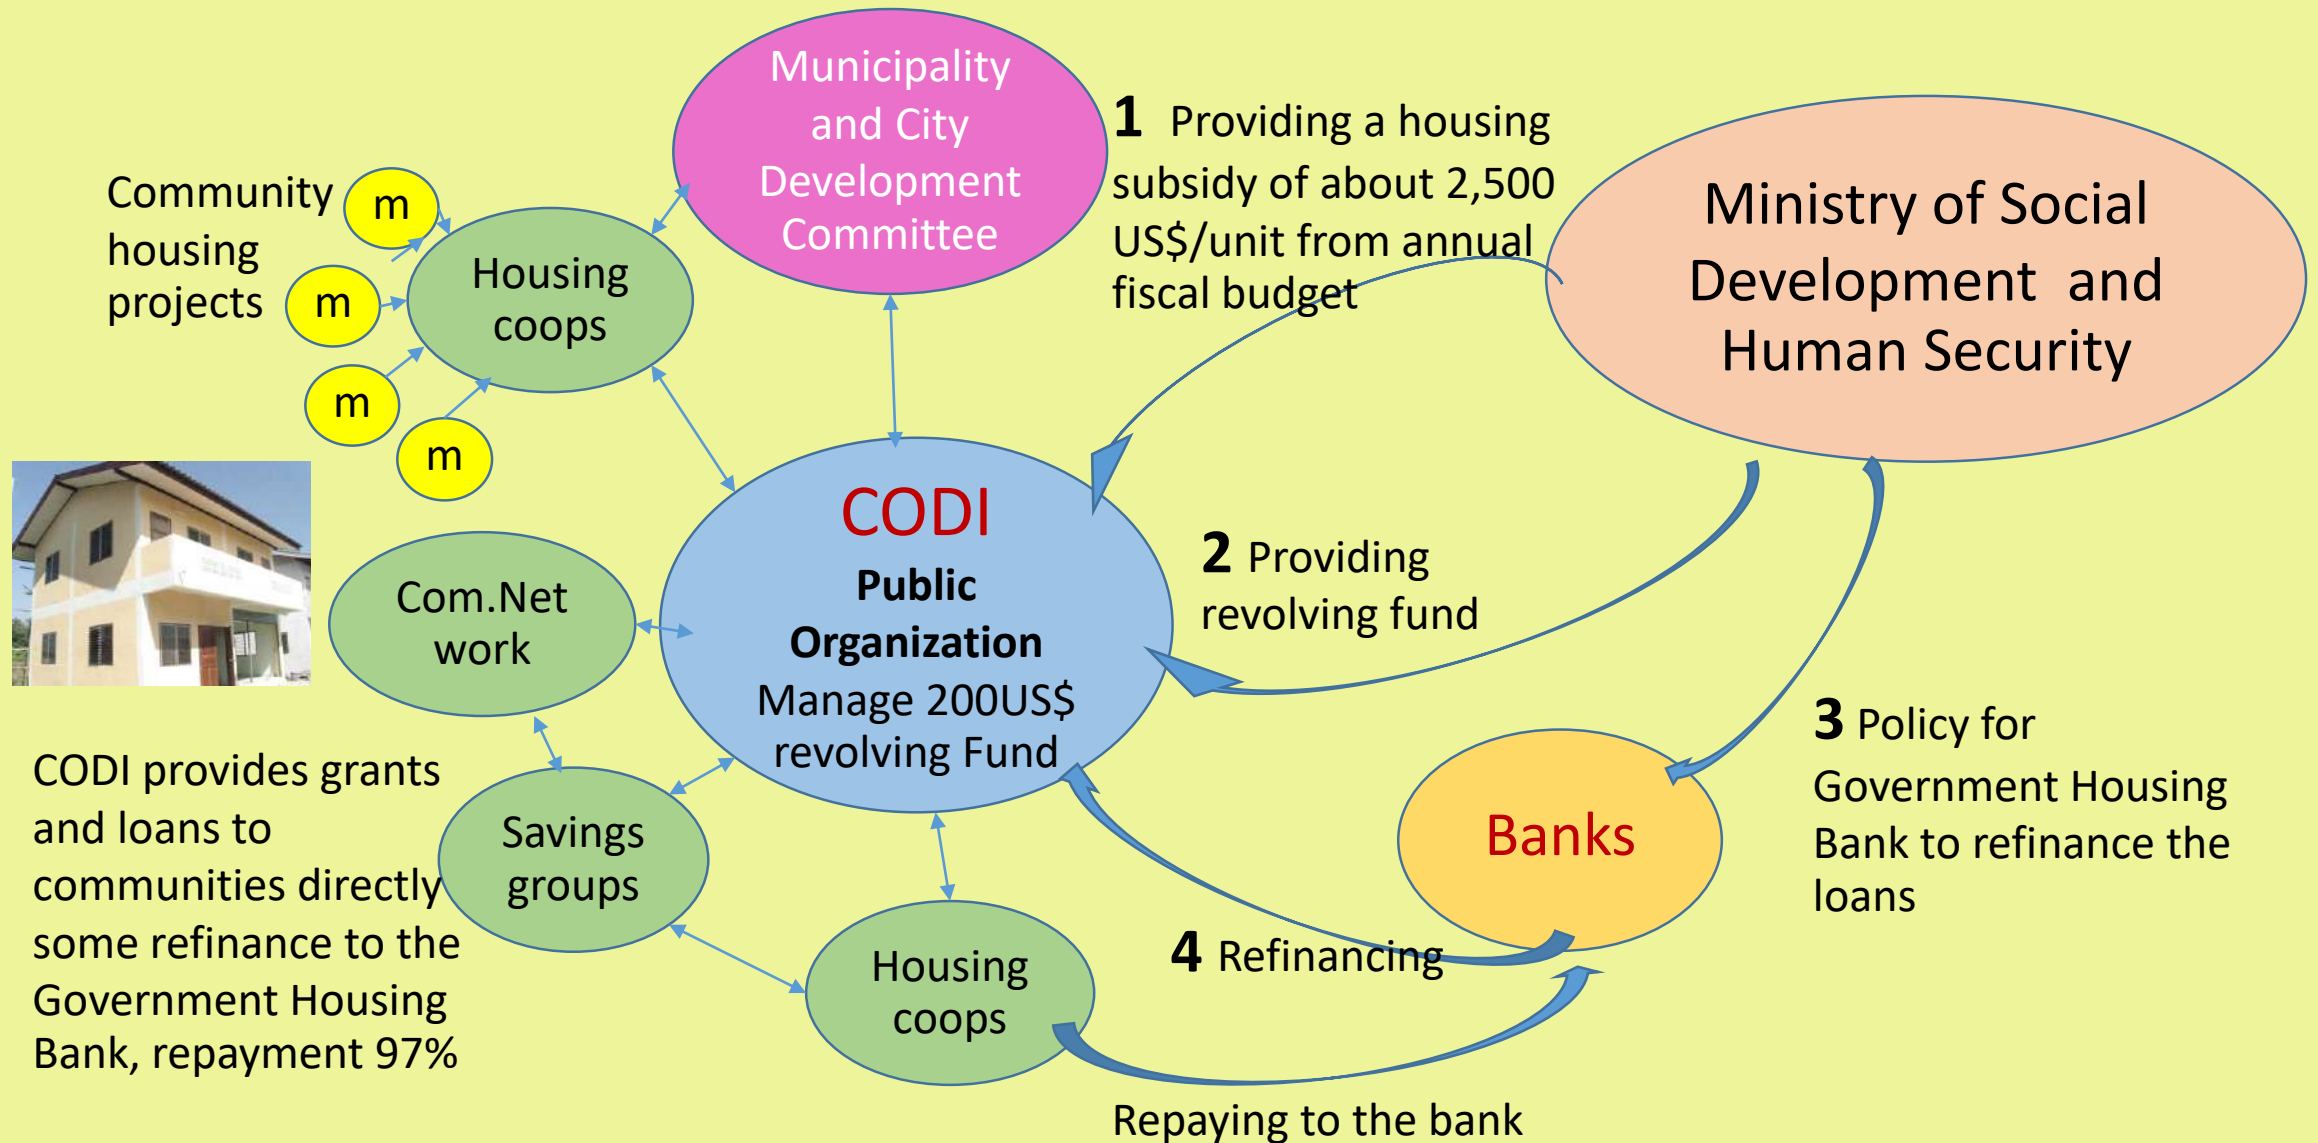 Municipality
and City
Development
Committee
1 Providing a housing
subsidy of about 2,500
US$/unit from annual
fiscal budget
Ministry of Social
Development and
Human Security
Community
housing
projects
m
m
m
m
Housing
coops
CODI
Public
Organization
Manage 200US$
revolving Fund
2 Providing
revolving fund
Com.Net
work
3 Policy for
Government Housing
Bank to refinance the
loans
CODI provides grants
and loans to
communities directly
some refinance to the
Government Housing
Bank, repayment 97%
Savings
groups
Banks
4 Refinancing
Housing
coops
Repaying to the bank